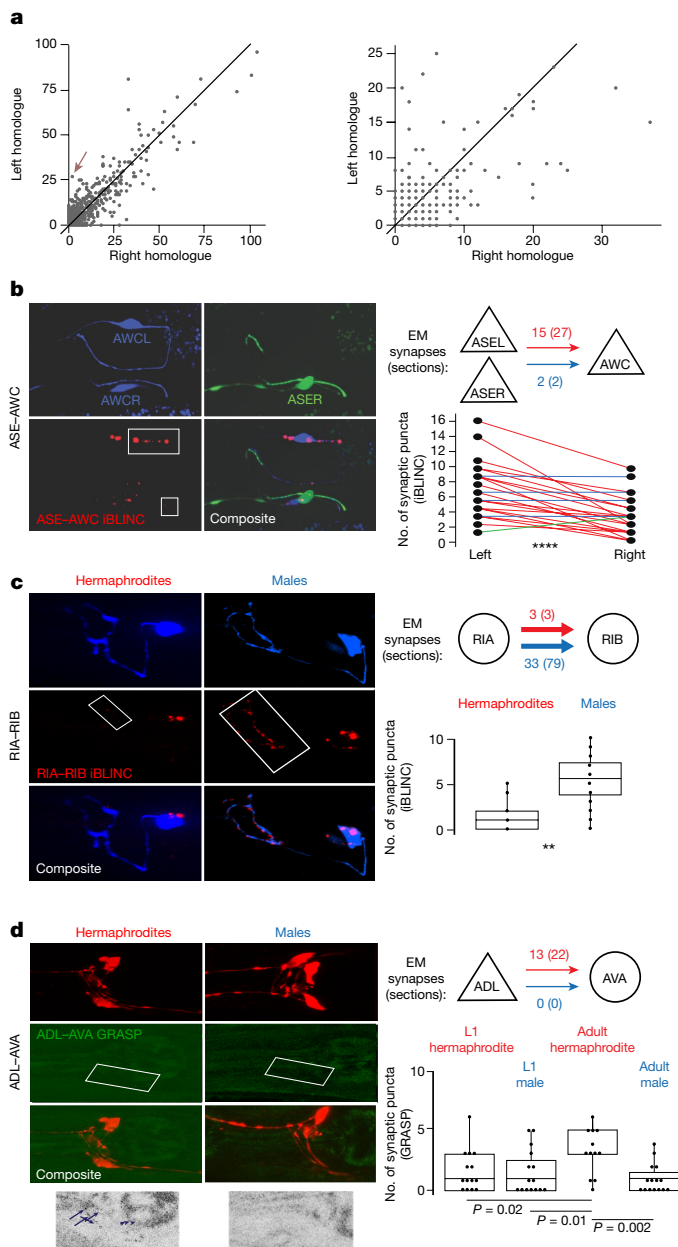 a
100
75
50
25
0
Left homologue
0 25 50 75 100
Right homologue
25
20
15
10
5
0
Left homologue
0 10 20 30
Right homologue
b
ASE–AWC
AWCL
AWCR
ASER
ASE–AWC iBLINC
Composite
EM
synapses
(sections):
ASEL
ASER
15 (27)
2 (2)
AWC
No. of synaptic puncta
(iBLINC)
16
14
12
10
8
6
4
2
0
Left
Right
****
c
Hermaphrodites
Males
RIA–RIB
RIA–RIB iBLINC
Composite
EM
synapses
(sections):
RIA
3 (3)
33 (79)
RIB
Hermaphrodites
Males
No. of synaptic puncta
(iBLINC)
10
5
0
**
d
Hermaphrodites
Males
ADL–AVA
ADL–AVA GRASP
Composite
EM
synapses
(sections):
ADL
13 (22)
0 (0)
AVA
L1
hermaphrodite
L1
male
Adult
hermaphrodite
Adult
male
No. of synaptic puncta
(GRASP)
10
5
0
P = 0.02
P = 0.01
P = 0.002